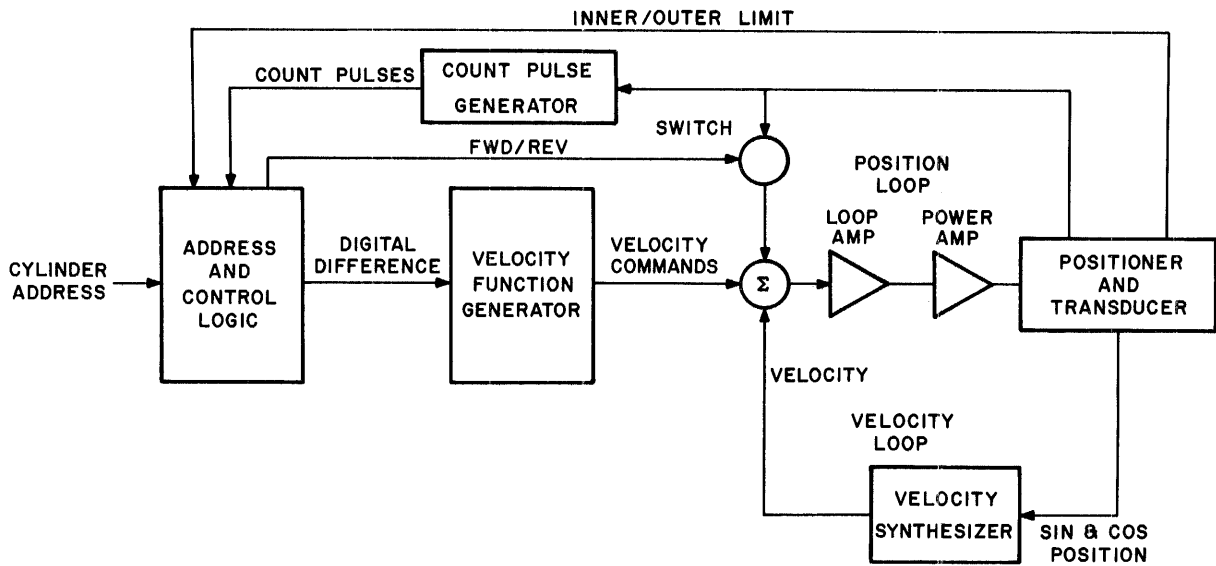 INNER/OUTER LIMIT
COUNT PULSES
COUNT PULSE
GENERATOR
SWITCH
FWD/REV
POSITION
LOOP
LOOP
AMP
POWER
AMP
CYLINDER
ADDRESS
ADDRESS
AND
CONTROL
LOGIC
DIGITAL
DIFFERENCE
VELOCITY
FUNCTION
GENERATOR
VELOCITY
COMMANDS
Σ
POSITIONER
AND
TRANSDUCER
VELOCITY
VELOCITY
LOOP
VELOCITY
SYNTHESIZER
SIN & COS
POSITION